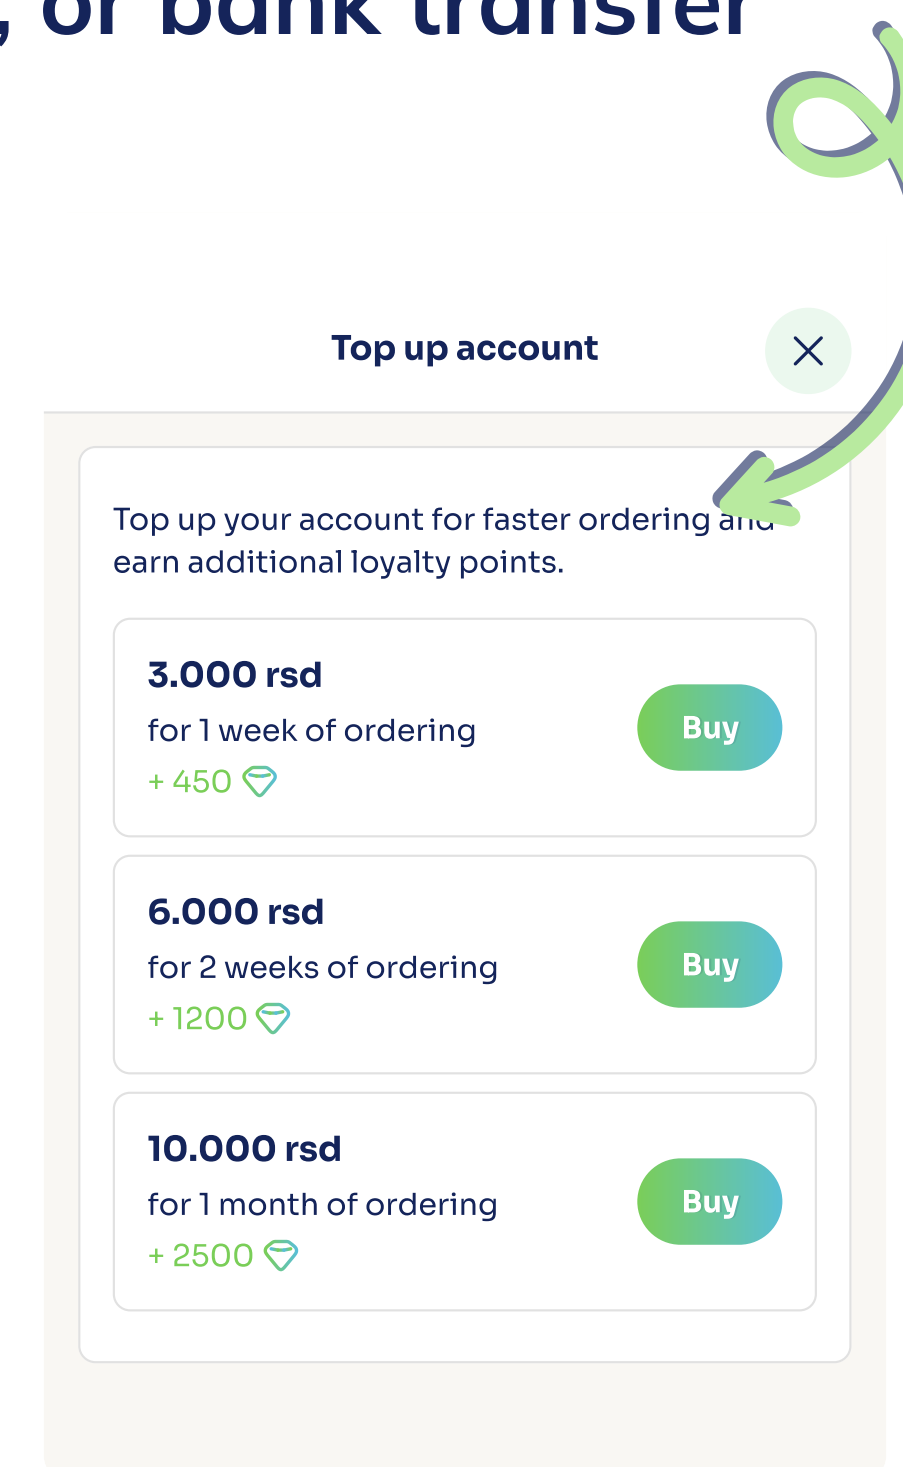 , or bank transfer
Top up account
Top up your account for faster ordering and
earn additional loyalty points.
3.000 rsd
for 1 week of ordering
+ 450
Buy
6.000 rsd
for 2 weeks of ordering
+ 1200
Buy
10.000 rsd
for 1 month of ordering
+ 2500
Buy